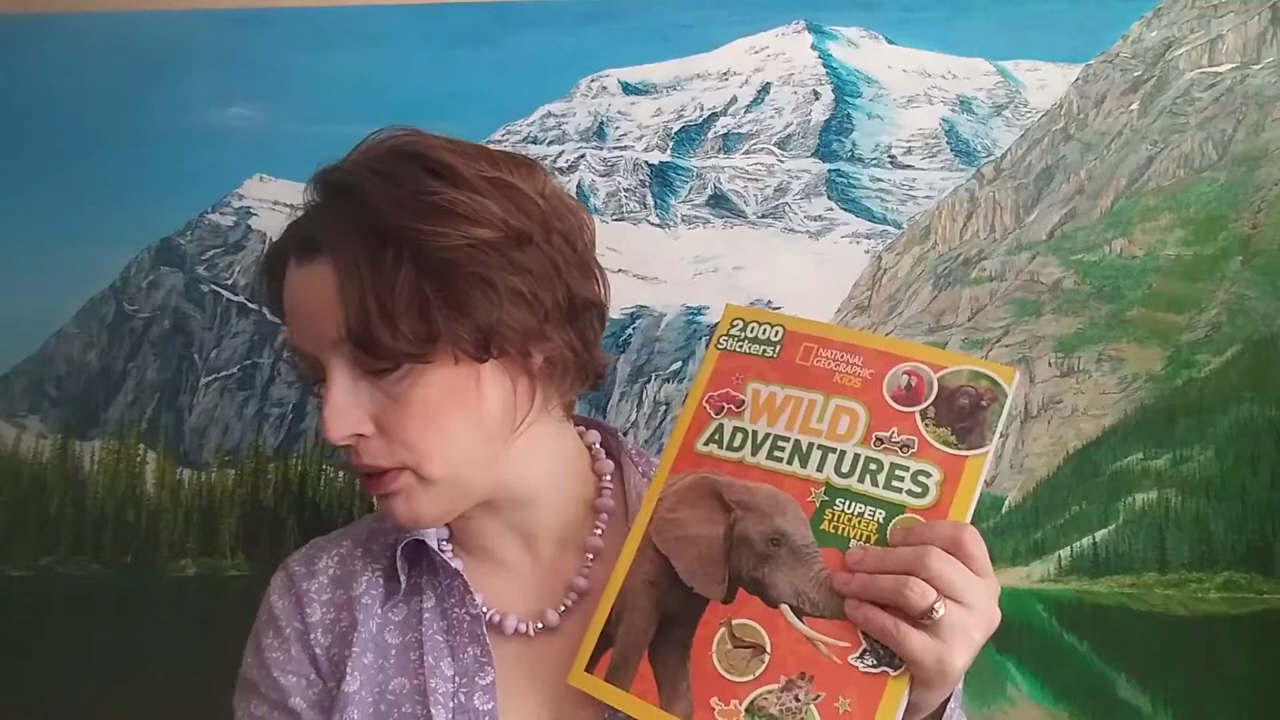 2,000
Stickers!
NATIONAL
GEOGRAPHIC
KiDS
WILD
ADVENTURES
SUPER
STICKER
ACTIVITY